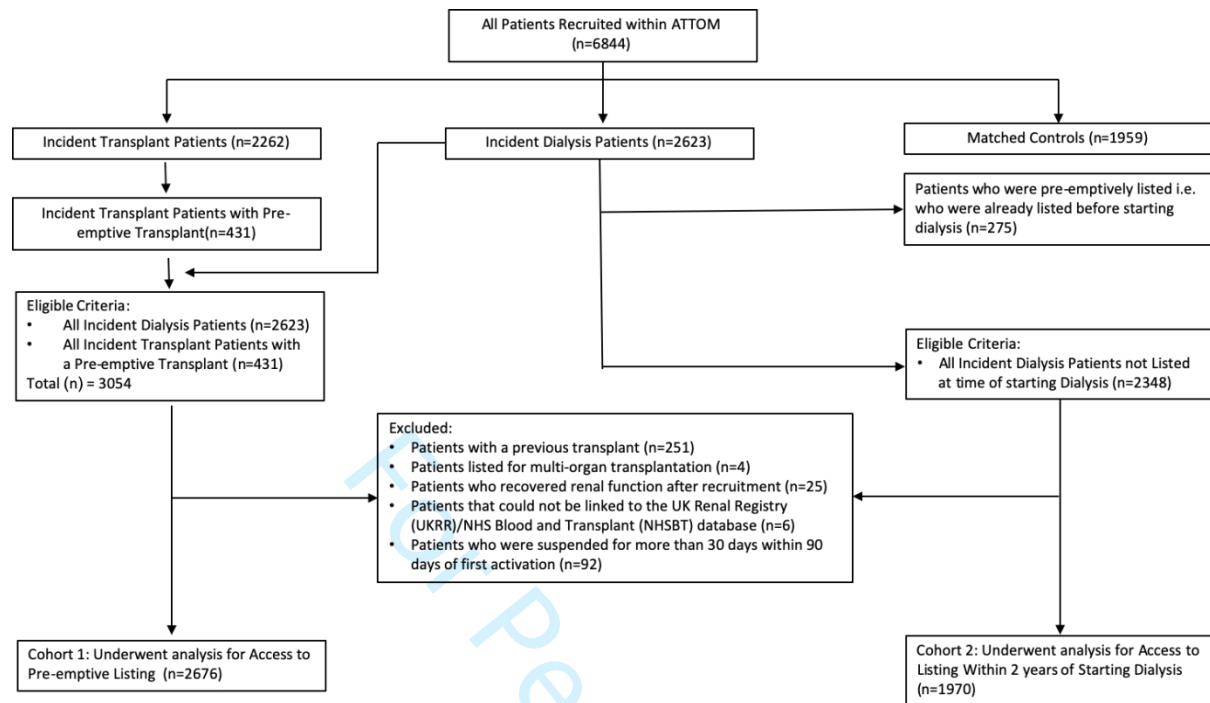 All Patients Recruited within ATTOM
(n=6844)
Incident Transplant Patients (n=2262)
Incident Dialysis Patients (n=2623)
Matched Controls (n=1959)
Incident Transplant Patients with Pre-
emptive Transplant(n=431)
Patients who were pre-emptively listed i.e.
who were already listed before starting
dialysis (n=275)
Eligible Criteria:
• All Incident Dialysis Patients (n=2623)
• All Incident Transplant Patients with
a Pre-emptive Transplant (n=431)
Total (n) = 3054
Eligible Criteria:
• All Incident Dialysis Patients not Listed
at time of starting Dialysis (n=2348)
Excluded:
• Patients with a previous transplant (n=251)
• Patients listed for multi-organ transplantation (n=4)
• Patients who recovered renal function after recruitment (n=25)
• Patients that could not be linked to the UK Renal Registry
(UKRR)/NHS Blood and Transplant (NHSBT) database (n=6)
• Patients who were suspended for more than 30 days within 90
days of first activation (n=92)
Cohort 1: Underwent analysis for Access to
Pre-emptive Listing (n=2676)
Cohort 2: Underwent analysis for Access to
Listing Within 2 years of Starting Dialysis
(n=1970)
For Pe